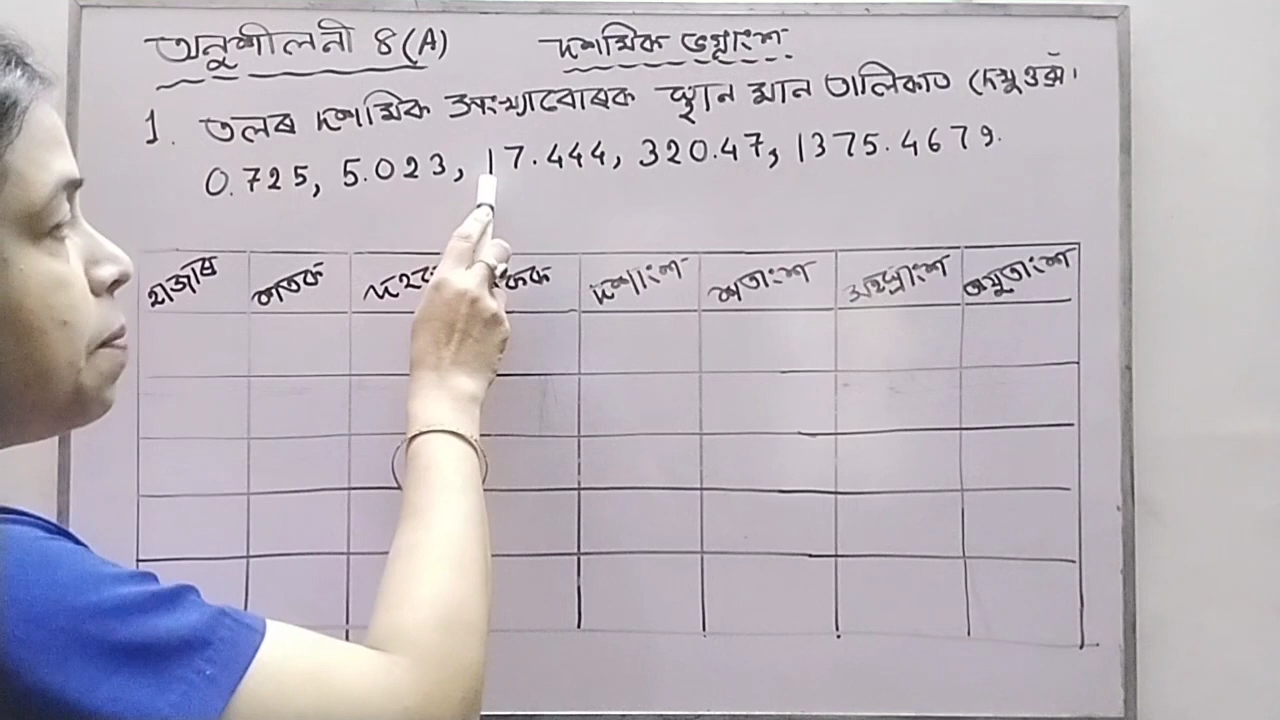 অনুশীলনী 8(A) দশমিক ভগ্নাংশ
1. তলৰ দশমিক সংখ্যাবোৰক স্থান মান তালিকাত দেখুওৱাঁ।
0.725, 5.023, 17.444, 320.47, 1375.4679.
হাজাৰ শতক দশাংশ শতাংশ সহস্ৰাংশ অযুতাংশ